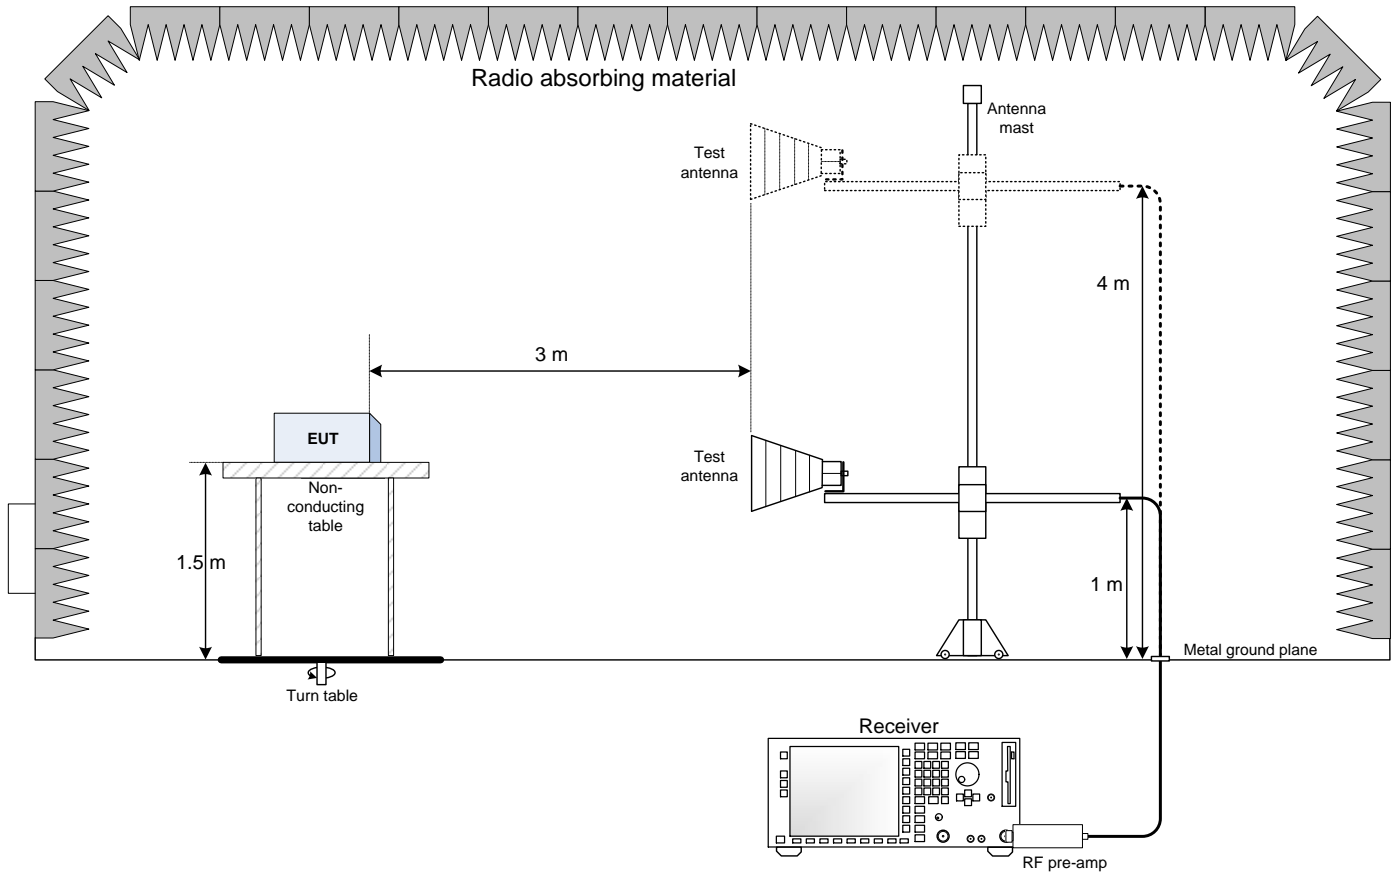 Radio absorbing material
Antenna
mast
Test
antenna
4 m
3 m
EUT
Test
antenna
Non-
conducting
table
1.5 m
1 m
Metal ground plane
Turn table
Receiver
RF pre-amp